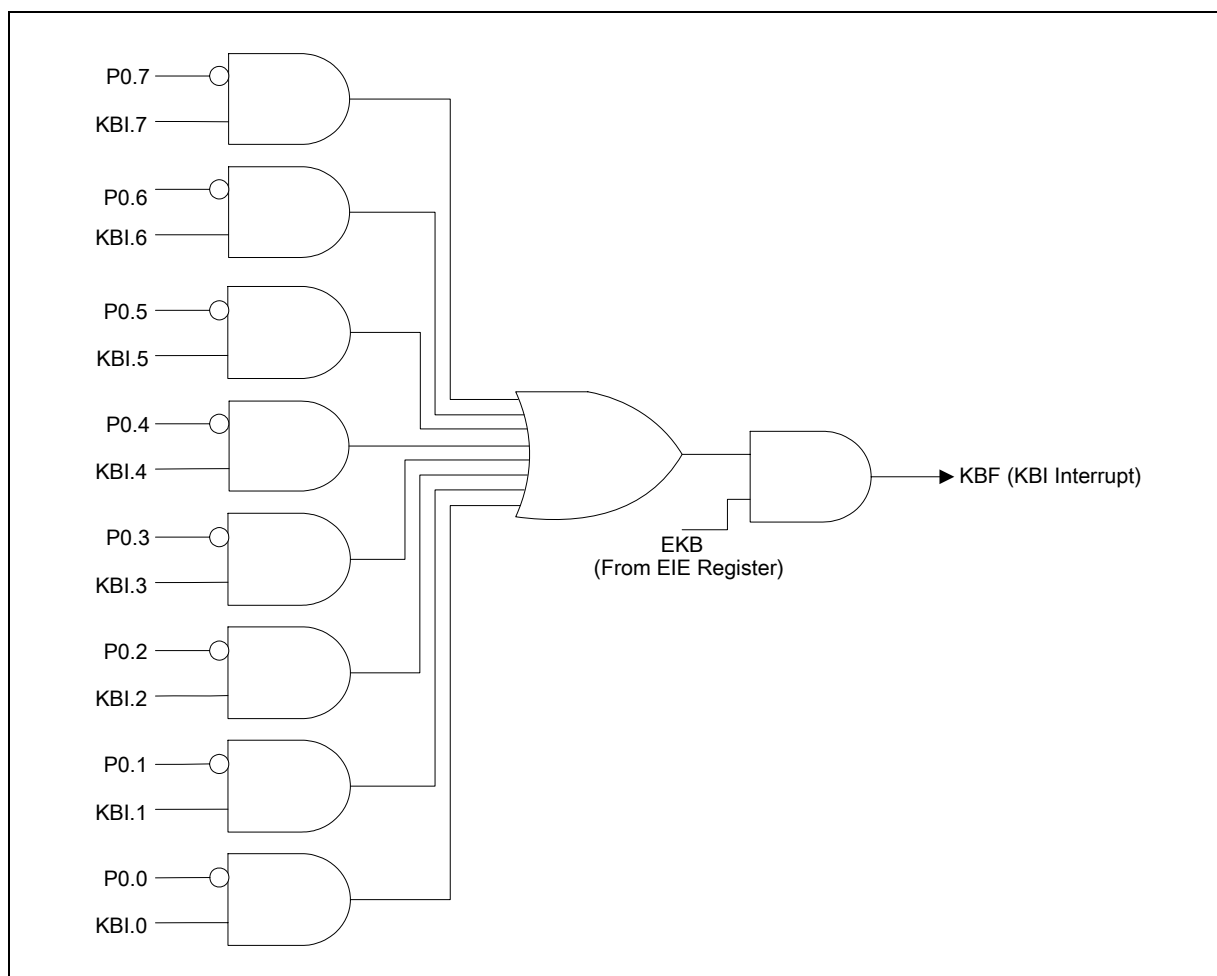 P0.7
KBI.7
P0.6
KBI.6
P0.5
KBI.5
P0.4
KBI.4
P0.3
KBI.3
P0.2
KBI.2
P0.1
KBI.1
P0.0
KBI.0
EKB
(From EIE Register)
KBF (KBI Interrupt)